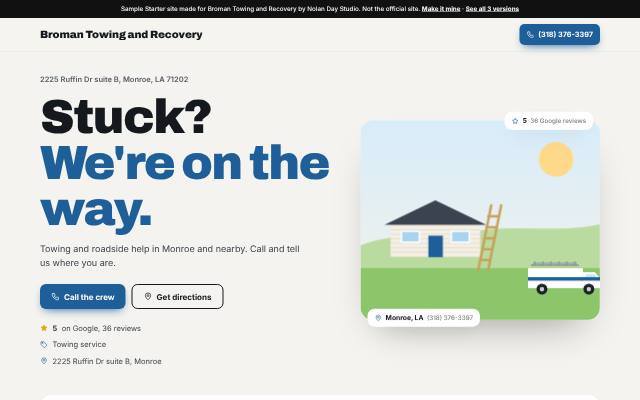 Sample Starter site made for Broman Towing and Recovery by Nolan Day Studio. Not the official site. Make it mine · See all 3 versions
Broman Towing and Recovery
(318) 376-3397
2225 Ruffin Dr suite B, Monroe, LA 71202
Stuck?
We're on the
way.
Towing and roadside help in Monroe and nearby. Call and tell
us where you are.
Call the crew
Get directions
5 on Google, 36 reviews
Towing service
2225 Ruffin Dr suite B, Monroe
5 36 Google reviews
Monroe, LA (318) 376-3397